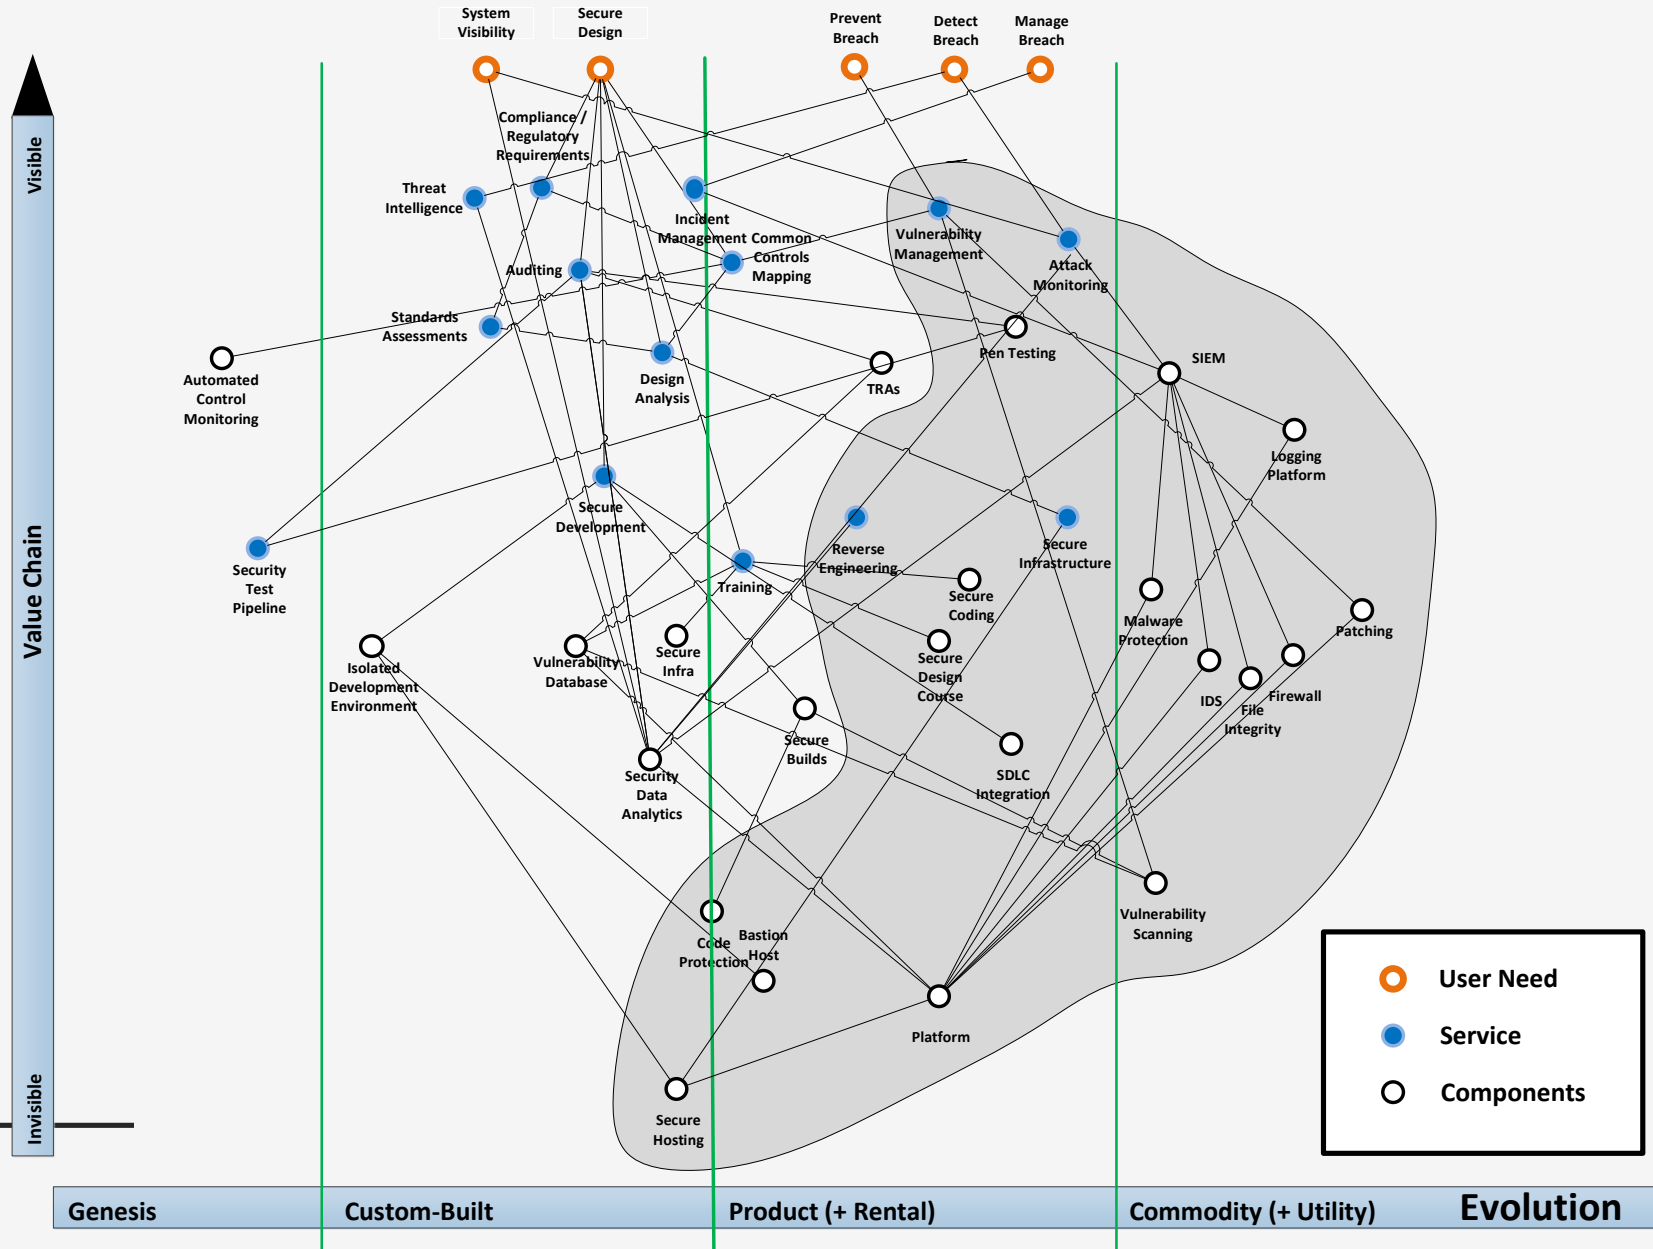 System
Visibility
Secure
Design
Prevent
Breach
Detect
Breach
Manage
Breach
Compliance /
Regulatory
Requirements
Visible
Threat
Intelligence
Incident
Management
Common
Controls
Mapping
Vulnerability
Management
Attack
Monitoring
Auditing
Standards
Assessments
Pen Testing
SIEM
Automated
Control
Monitoring
Design
Analysis
TRAs
Logging
Platform
Secure
Development
Value Chain
Reverse
Engineering
Secure
Infrastructure
Security
Test
Pipeline
Training
Secure
Coding
Malware
Protection
Patching
Isolated
Development
Environment
Vulnerability
Database
Secure
Infra
Secure
Design
Course
IDS
File
Integrity
Firewall
Secure
Builds
Security
Data
Analytics
SDLC
Integration
Vulnerability
Scanning
Code
Protection
Bastion
Host
Platform
User Need
Service
Components
Invisible
Secure
Hosting
Genesis
Custom-Built
Product (+ Rental)
Commodity (+ Utility)
Evolution